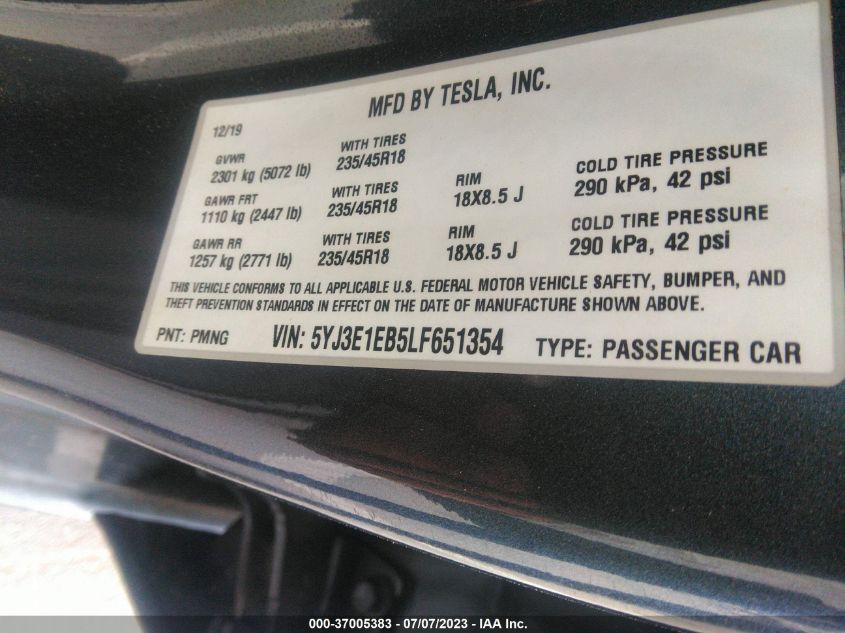 MFD BY TESLA, INC.
12/19
GVWR
2301 kg (5072 lb)
WITH TIRES
235/45R18
GAWR FRT
1110 kg (2447 lb)
WITH TIRES
235/45R18
RIM
18X8.5 J
COLD TIRE PRESSURE
290 kPa, 42 psi
GAWR RR
1257 kg (2771 lb)
WITH TIRES
235/45R18
RIM
18X8.5 J
COLD TIRE PRESSURE
290 kPa, 42 psi
THIS VEHICLE CONFORMS TO ALL APPLICABLE U.S. FEDERAL MOTOR VEHICLE SAFETY, BUMPER, AND
THEFT PREVENTION STANDARDS IN EFFECT ON THE DATE OF MANUFACTURE SHOWN ABOVE.
PNT: PMNG VIN: 5YJ3E1EB5LF651354 TYPE: PASSENGER CAR
000-37005383 / 07/07/2023 - IAA Inc.